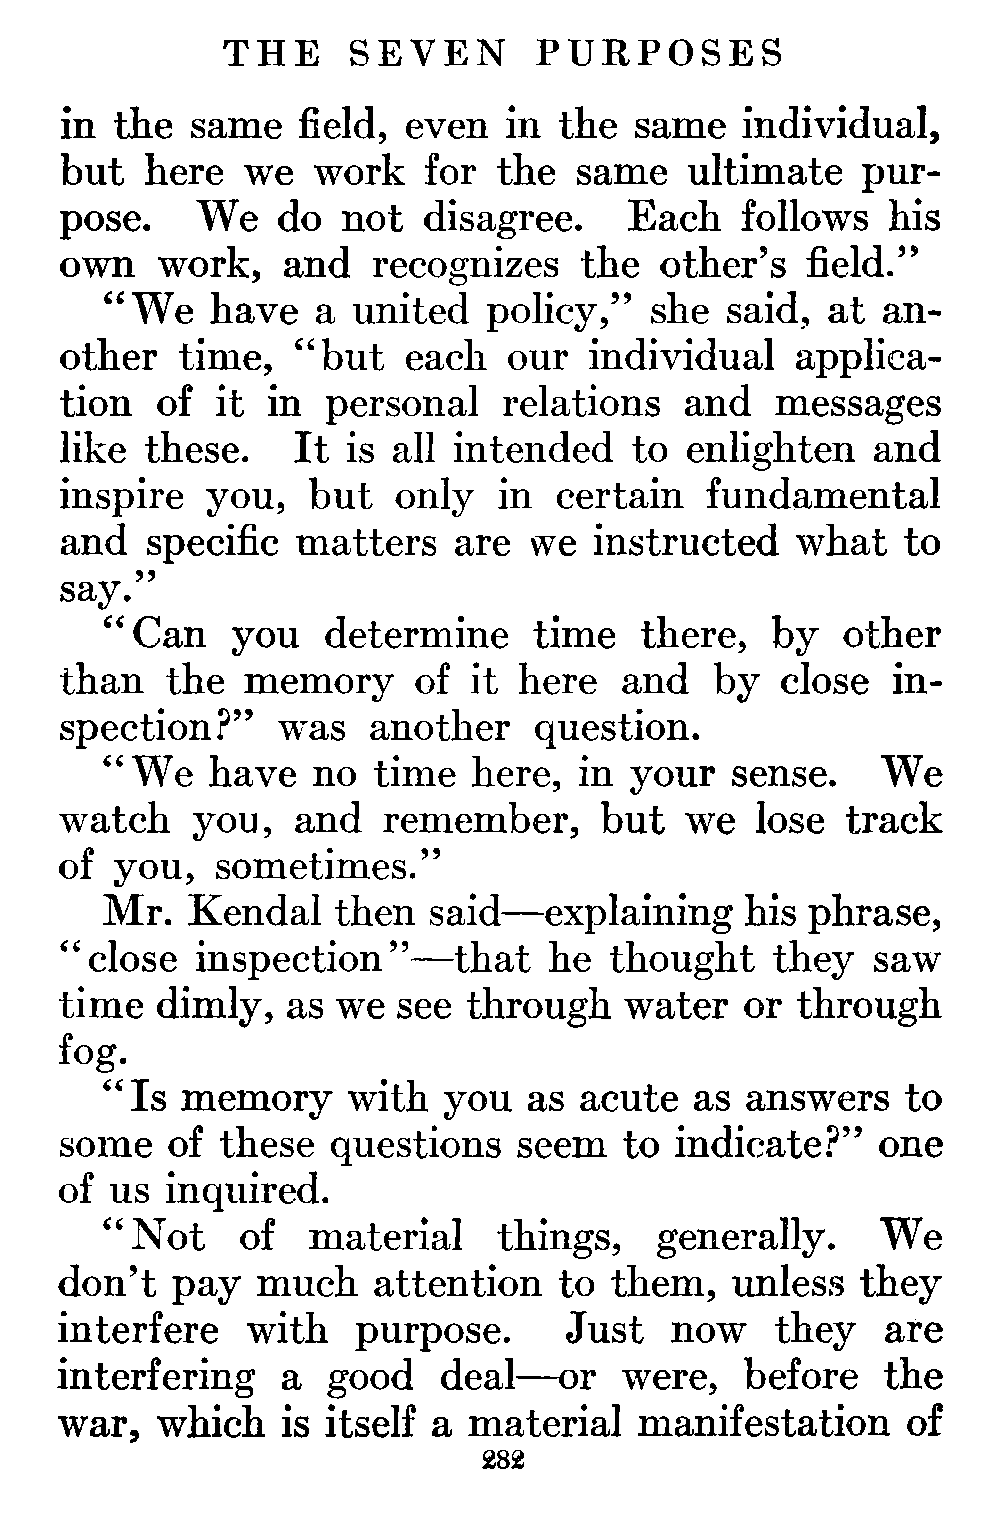 THE SEVEN PURPOSES
in the same field, even in the same individual,
but here we work for the same ultimate pur-
pose. We do not disagree. Each follows his
own work, and recognizes the other's field."
"We have a united policy," she said, at an-
other time, "but each our individual applica-
tion of it in personal relations and messages
like these. It is all intended to enlighten and
inspire you, but only in certain fundamental
and specific matters are we instructed what to
say."
"Can you determine time there, by other
than the memory of it here and by close in-
spection?" was another question.
"We have no time here, in your sense. We
watch you, and remember, but we lose track
of you, sometimes."
Mr. Kendal then said—explaining his phrase,
"close inspection"—that he thought they saw
time dimly, as we see through water or through
fog.
"Is memory with you as acute as answers to
some of these questions seem to indicate?" one
of us inquired.
"Not of material things, generally. We
don't pay much attention to them, unless they
interfere with purpose. Just now they are
interfering a good deal—or were, before the
war, which is itself a material manifestation of
282